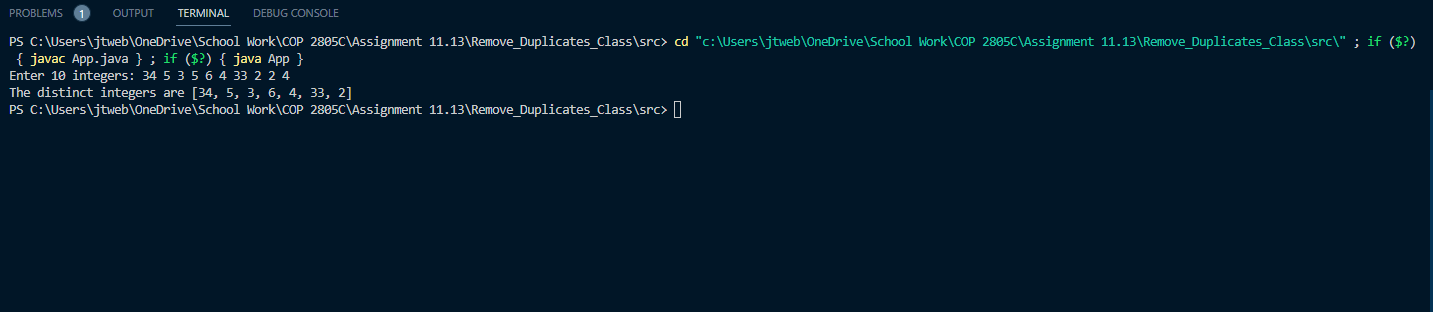 PROBLEMS 1 OUTPUT TERMINAL DEBUG CONSOLE
PS C:\Users\jtweb\OneDrive\School Work\COP 2805C\Assignment 11.13\Remove_Duplicates_Class\src> cd "c:\Users\jtweb\OneDrive\School Work\COP 2805C\Assignment 11.13\Remove_Duplicates_Class\src\" ; if ($?)
{ javac App.java } ; if ($?) { java App }
Enter 10 integers: 34 5 3 5 6 4 33 2 2 4
The distinct integers are [34, 5, 3, 6, 4, 33, 2]
PS C:\Users\jtweb\OneDrive\School Work\COP 2805C\Assignment 11.13\Remove_Duplicates_Class\src>